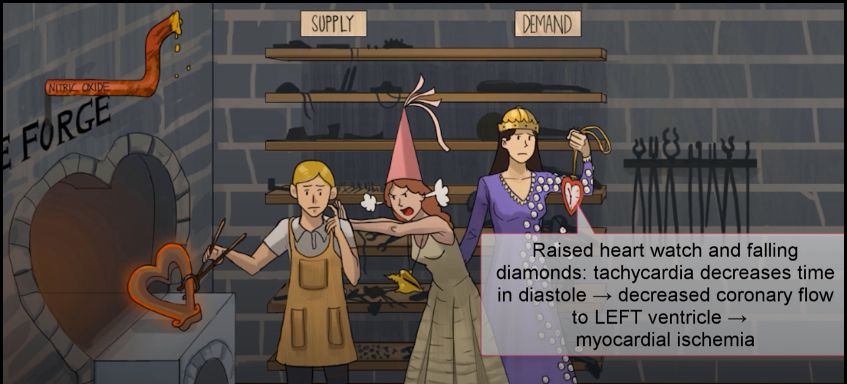 SUPPLY
DEMAND
NITRIC OXIDE
E FORGE
Raised heart watch and falling
diamonds: tachycardia decreases time
in diastole → decreased coronary flow
to LEFT ventricle →
myocardial ischemia